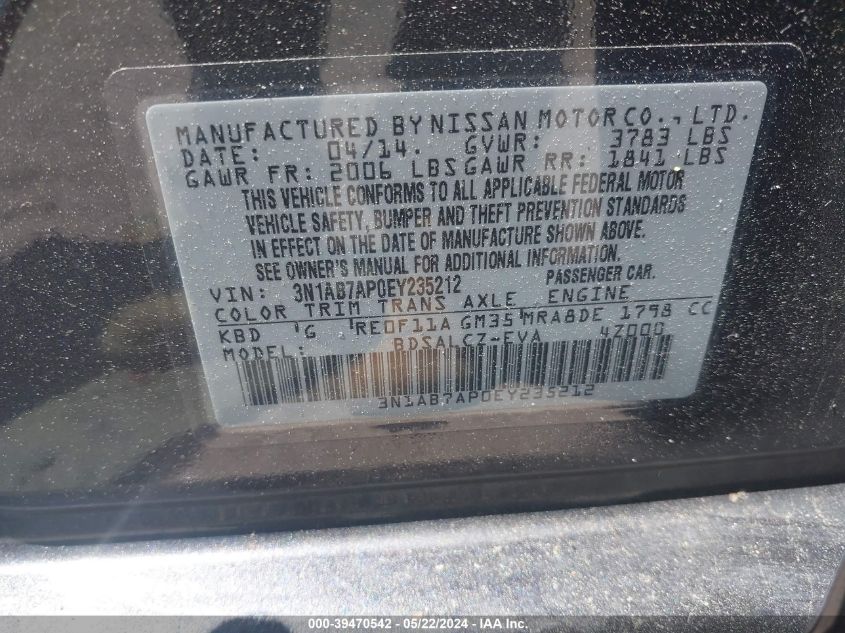 MANUFACTURED BY NISSAN MOTOR CO., LTD.
DATE: 04/14. GVWR: 3783 LBS
GAWR FR: 2006 LBS GAWR RR: 1841 LBS
THIS VEHICLE CONFORMS TO ALL APPLICABLE FEDERAL MOTOR
VEHICLE SAFETY, BUMPER AND THEFT PREVENTION STANDARDS
IN EFFECT ON THE DATE OF MANUFACTURE SHOWN ABOVE.
SEE OWNER'S MANUAL FOR ADDITIONAL INFORMATION.
VIN: 3N1AB7AP0EY235212 PASSENGER CAR.
COLOR TRIM TRANS AXLE ENGINE
KBD G RE0F11A GM35 MRA8DE 1798 CC
MODEL: BDSALCZ-EVA 4Z000
3N1AB7AP0EY235212
000-39470542 - 05/22/2024 - IAAI.com